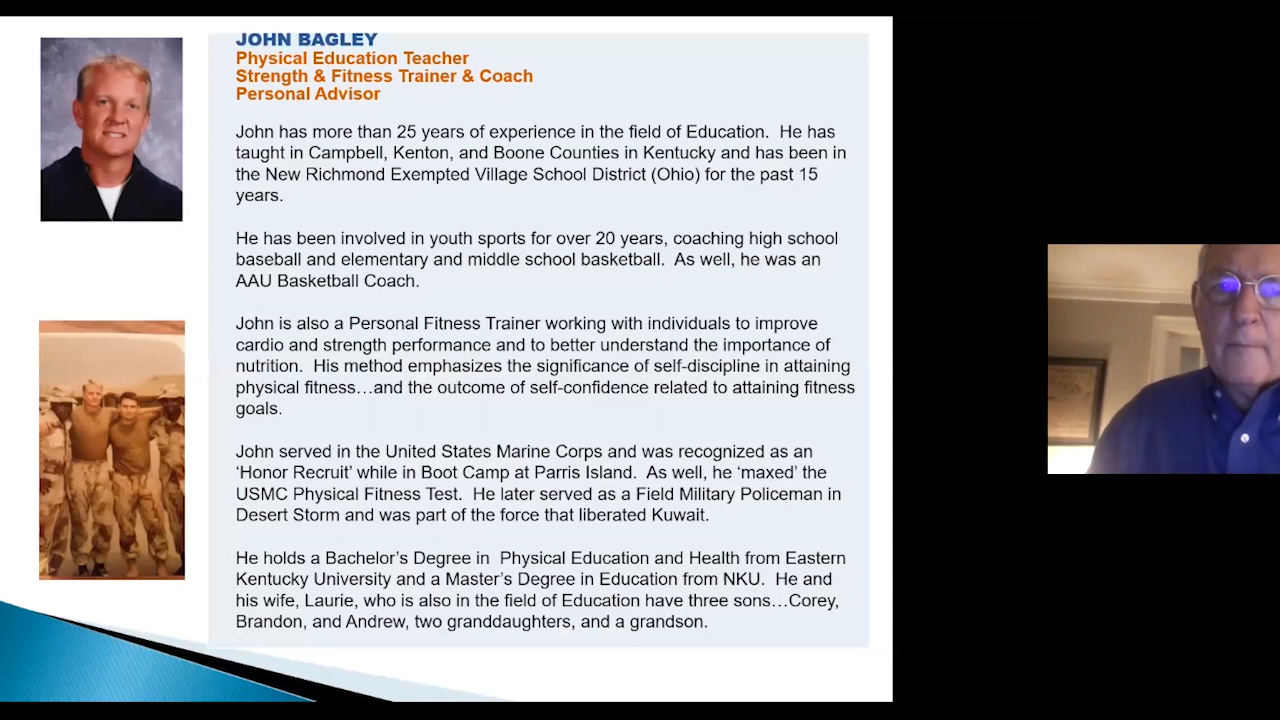 JOHN BAGLEY
Physical Education Teacher
Strength & Fitness Trainer & Coach
Personal Advisor
John has more than 25 years of experience in the field of Education.  He has
taught in Campbell, Kenton, and Boone Counties in Kentucky and has been in
the New Richmond Exempted Village School District (Ohio) for the past 15
years.
He has been involved in youth sports for over 20 years, coaching high school
baseball and elementary and middle school basketball.  As well, he was an
AAU Basketball Coach.
John is also a Personal Fitness Trainer working with individuals to improve
cardio and strength performance and to better understand the importance of
nutrition.  His method emphasizes the significance of self-discipline in attaining
physical fitness…and the outcome of self-confidence related to attaining fitness
goals.
John served in the United States Marine Corps and was recognized as an
‘Honor Recruit’ while in Boot Camp at Parris Island.  As well, he ‘maxed’ the
USMC Physical Fitness Test.  He later served as a Field Military Policeman in
Desert Storm and was part of the force that liberated Kuwait.
He holds a Bachelor’s Degree in  Physical Education and Health from Eastern
Kentucky University and a Master’s Degree in Education from NKU.  He and
his wife, Laurie, who is also in the field of Education have three sons…Corey,
Brandon, and Andrew, two granddaughters, and a grandson.